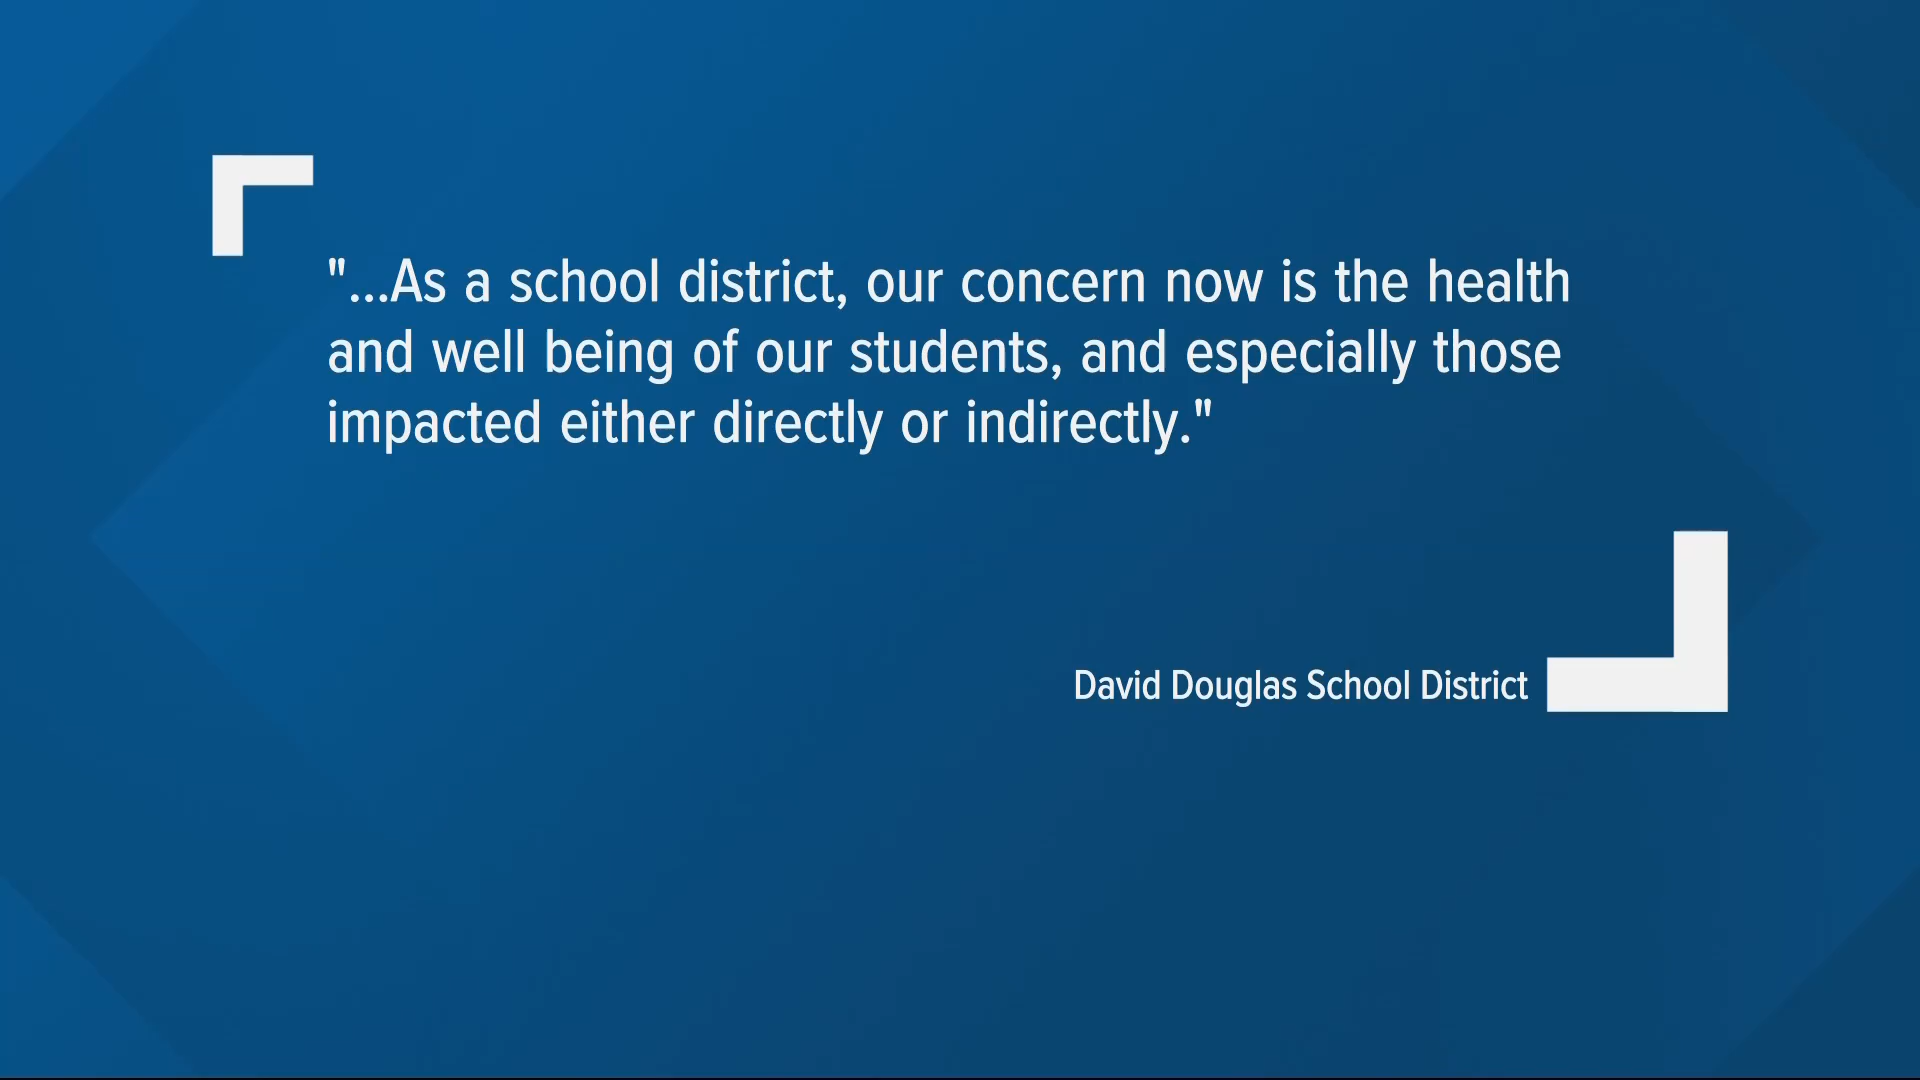 "...As a school district, our concern now is the health
and well being of our students, and especially those
impacted either directly or indirectly."
David Douglas School District